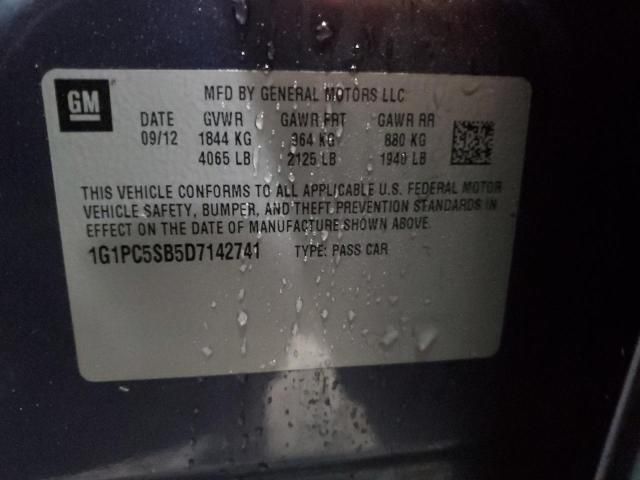 GM
MFD BY GENERAL MOTORS LLC
DATE GVWR GAWR FRT GAWR RR
09/12 1844 KG 964 KG 880 KG
4065 LB 2125 LB 1940 LB
THIS VEHICLE CONFORMS TO ALL APPLICABLE U.S. FEDERAL MOTOR
VEHICLE SAFETY, BUMPER, AND THEFT PREVENTION STANDARDS IN
EFFECT ON THE DATE OF MANUFACTURE SHOWN ABOVE.
1G1PC5SB5D7142741 TYPE: PASS CAR